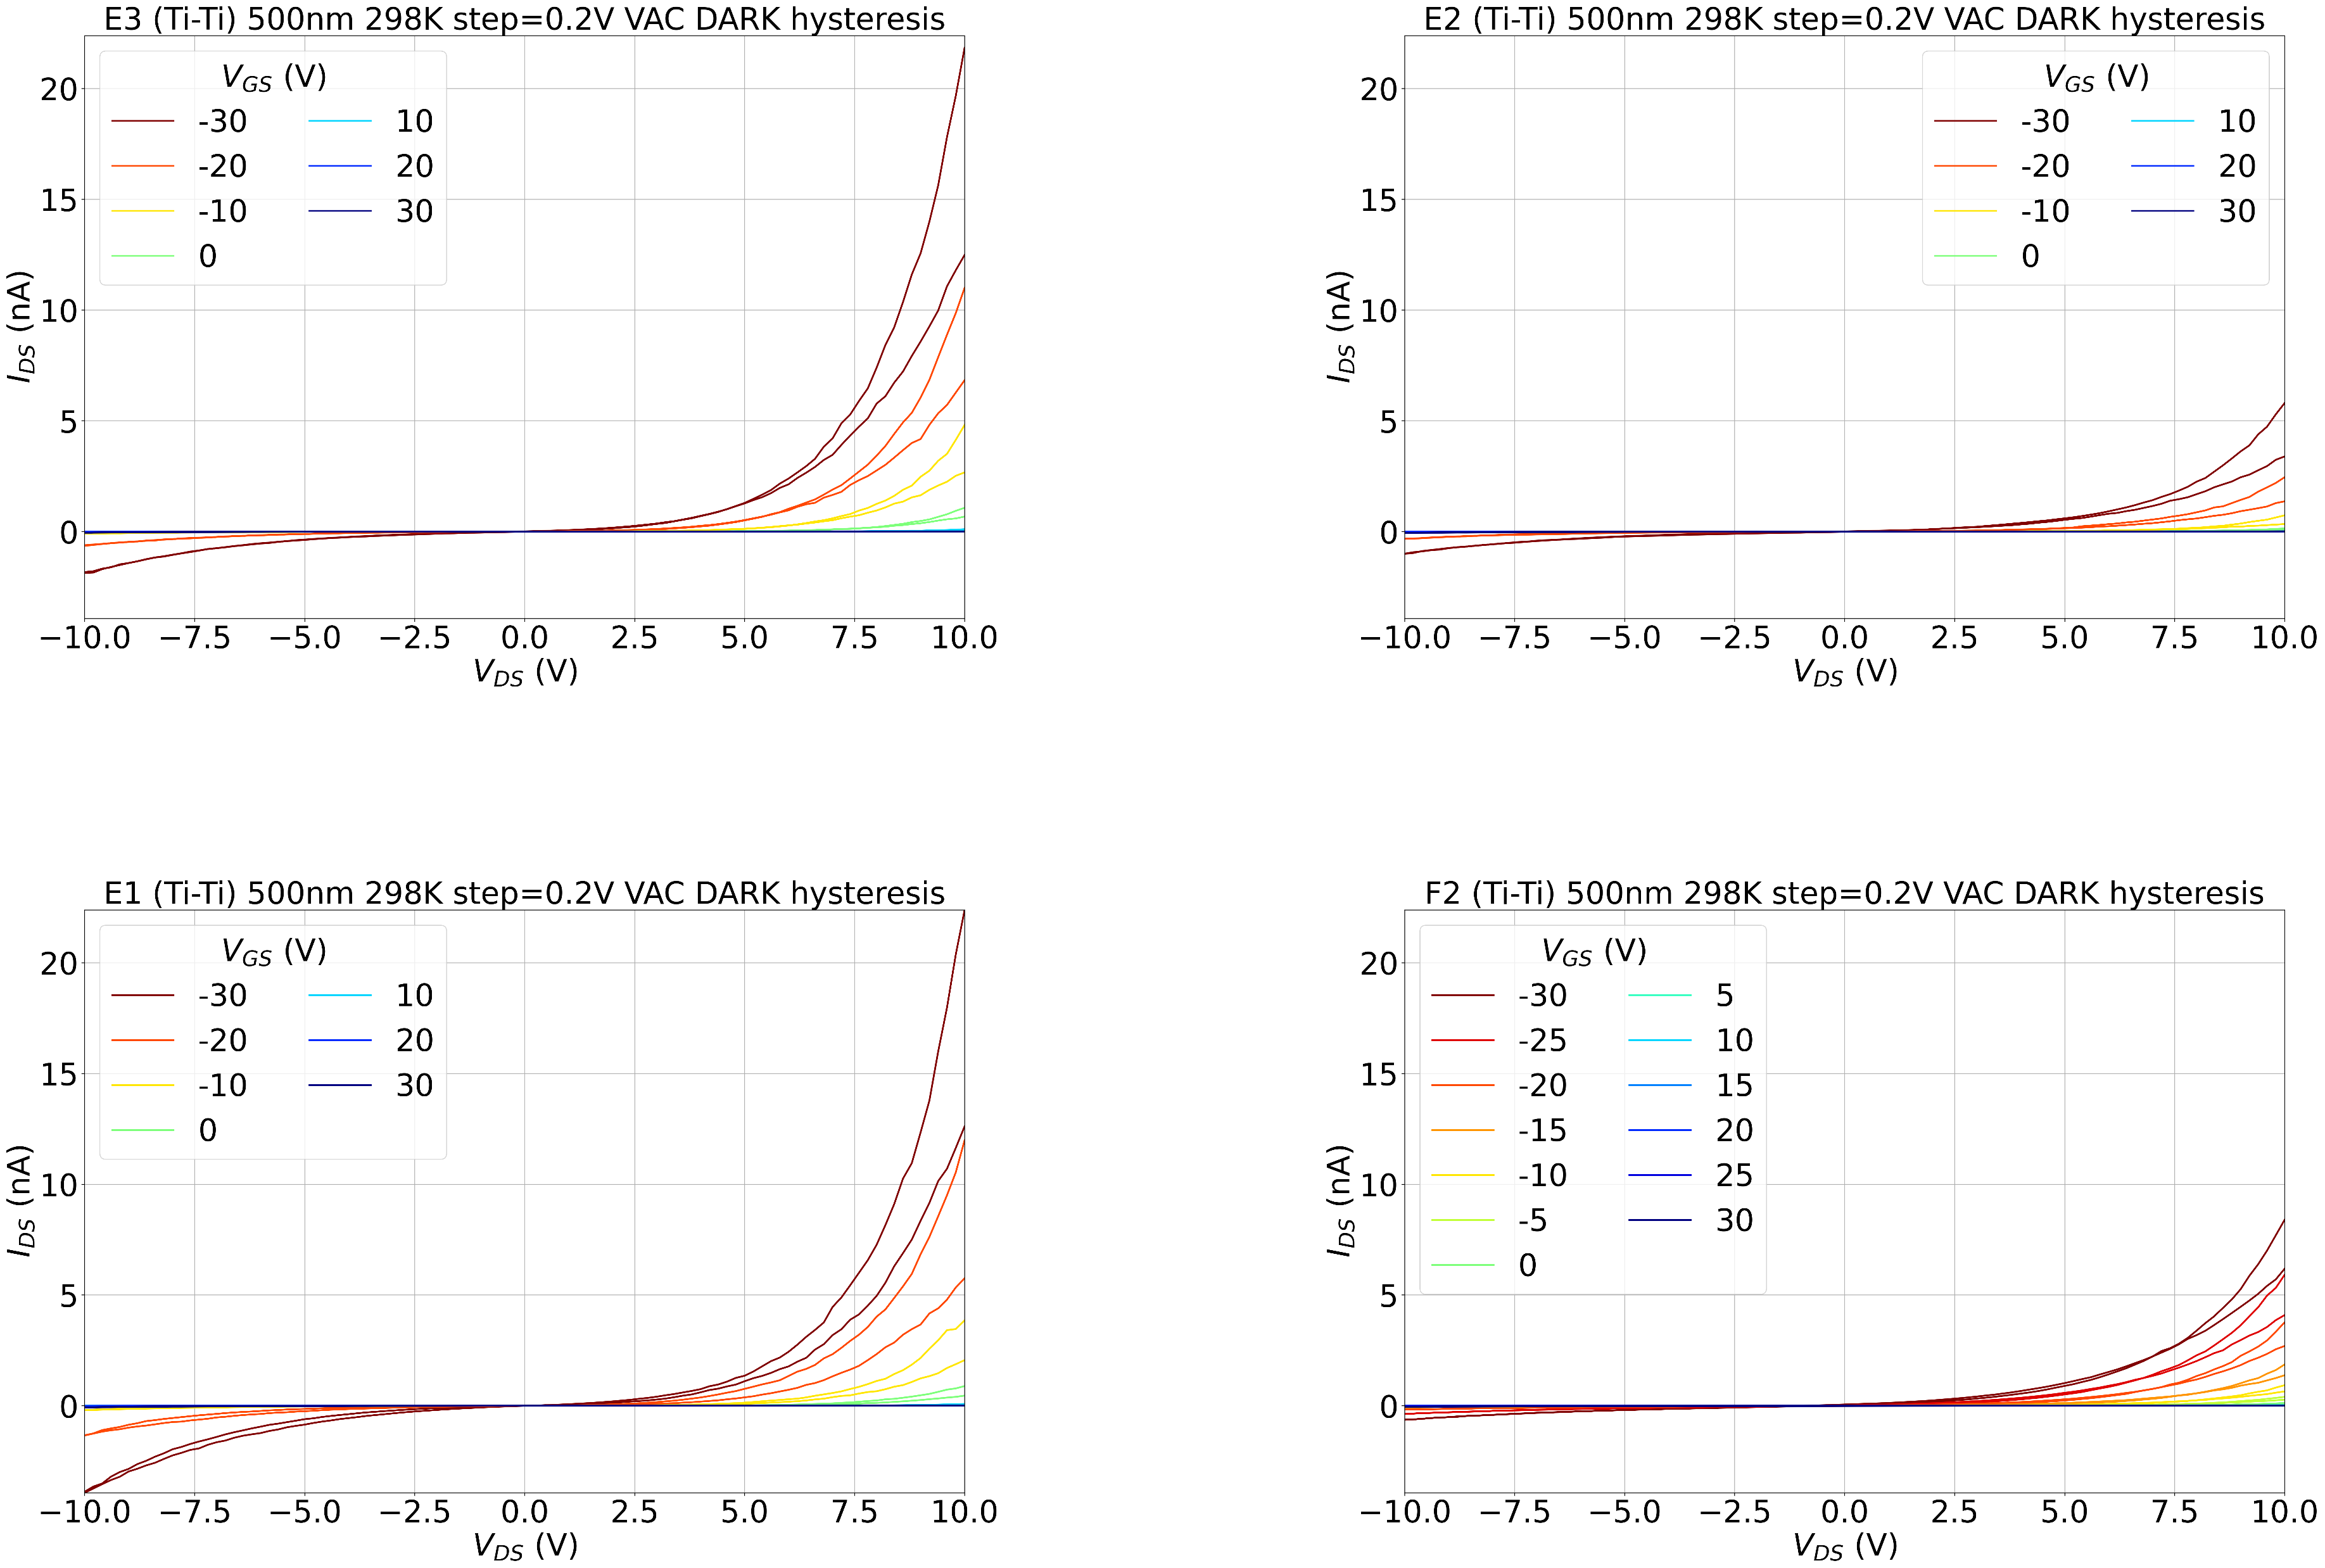 E3 (Ti-Ti) 500nm 298K step=0.2V VAC DARK hysteresis
V_GS (V)
-30 10
-20 20
-10 30
0
20
15
10
5
0
I_DS (nA)
−10.0 −7.5 −5.0 −2.5 0.0 2.5 5.0 7.5 10.0
V_DS (V)
E2 (Ti-Ti) 500nm 298K step=0.2V VAC DARK hysteresis
V_GS (V)
-30 10
-20 20
-10 30
0
20
15
10
5
0
I_DS (nA)
−10.0 −7.5 −5.0 −2.5 0.0 2.5 5.0 7.5 10.0
V_DS (V)
E1 (Ti-Ti) 500nm 298K step=0.2V VAC DARK hysteresis
V_GS (V)
-30 10
-20 20
-10 30
0
20
15
10
5
0
I_DS (nA)
−10.0 −7.5 −5.0 −2.5 0.0 2.5 5.0 7.5 10.0
V_DS (V)
F2 (Ti-Ti) 500nm 298K step=0.2V VAC DARK hysteresis
V_GS (V)
-30 5
-25 10
-20 15
-15 20
-10 25
-5 30
0
20
15
10
5
0
I_DS (nA)
−10.0 −7.5 −5.0 −2.5 0.0 2.5 5.0 7.5 10.0
V_DS (V)